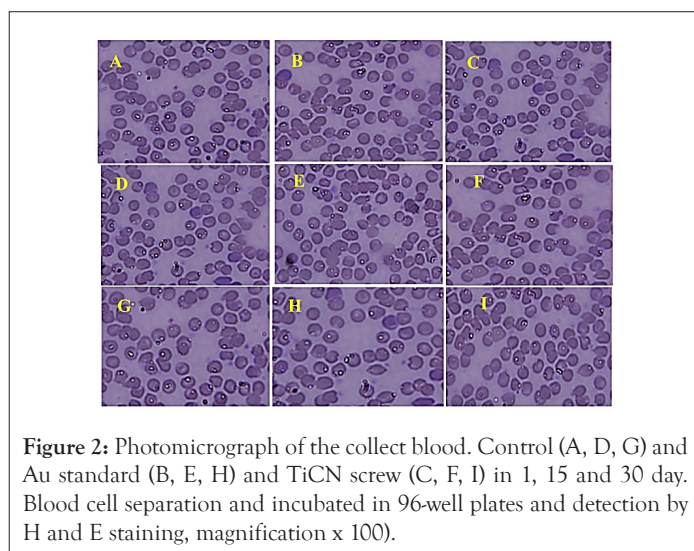 A B C
D E F
G H I
Figure 2: Photomicrograph of the collect blood. Control (A, D, G) and
Au standard (B, E, H) and TiCN screw (C, F, I) in 1, 15 and 30 day.
Blood cell separation and incubated in 96-well plates and detection by
H and E staining, magnification x 100).